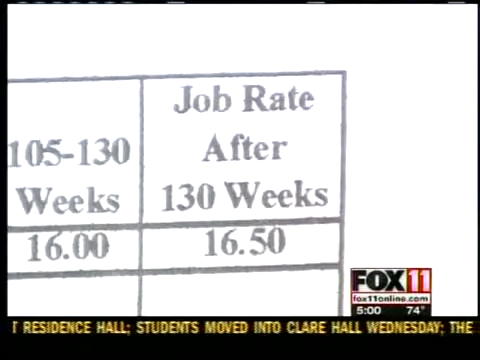 Job Rate
105-130
After
Weeks
130 Weeks
16.00
16.50
FOX 11
fox11online.com
5:00 74°
T RESIDENCE HALL; STUDENTS MOVED INTO CLARE HALL WEDNESDAY; THE